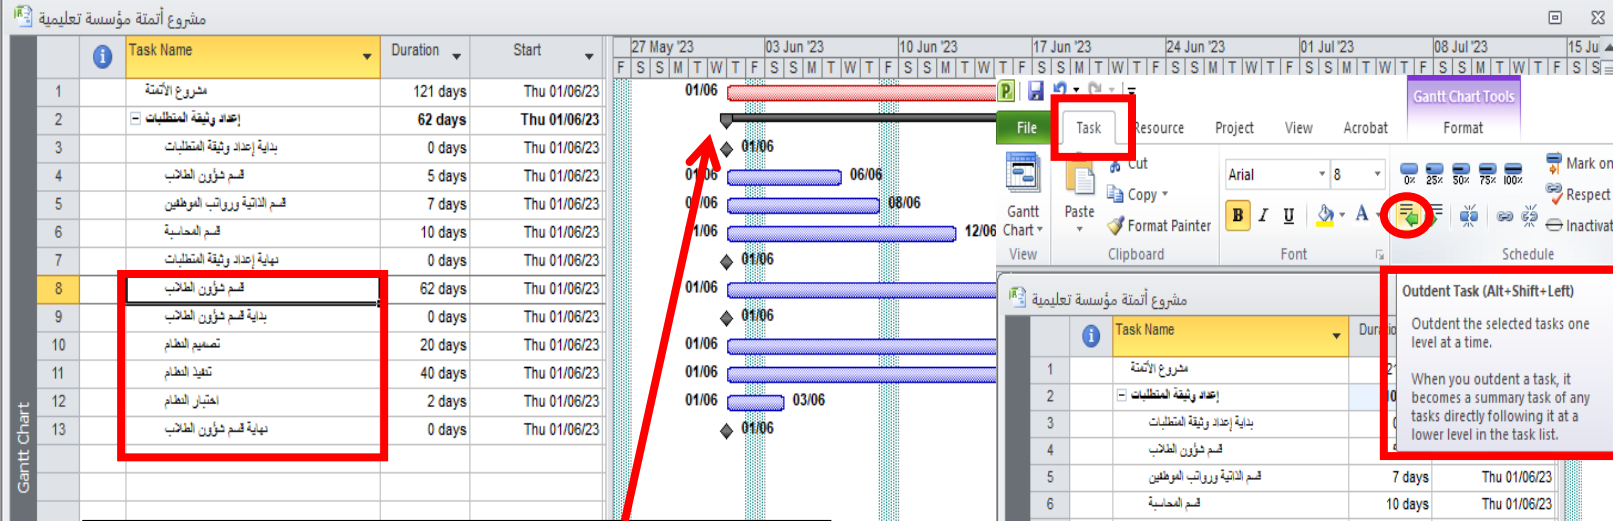 مشروع أتمتة مؤسسة تعليمية
Task Name Duration Start
27 May '23 03 Jun '23 10 Jun '23 17 Jun '23 24 Jun '23 01 Jul '23 08 Jul '23 15 Ju
F S S M T W T F S S M T W T F S S M T W T F S S M T W T F S S M T W T F S S M T W T F S S M T W T F S S
1 مشروع الأتمتة 121 days Thu 01/06/23 01/06
2 إعداد وثيقة المتطلبات 62 days Thu 01/06/23
3 بداية إعداد وثيقة المتطلبات 0 days Thu 01/06/23 01/06
4 قسم شؤون الطلاب 5 days Thu 01/06/23 01/06 06/06
5 قسم الذاتية ورواتب الموظفين 7 days Thu 01/06/23 08/06
6 قسم المحاسبة 10 days Thu 01/06/23 1/06 12/06
7 نهاية إعداد وثيقة المتطلبات 0 days Thu 01/06/23 01/06
8 قسم شؤون الطلاب 62 days Thu 01/06/23 01/06
9 بداية قسم شؤون الطلاب 0 days Thu 01/06/23 01/06
10 تصميم النظام 20 days Thu 01/06/23 01/06
11 تنفيذ النظام 40 days Thu 01/06/23 01/06
12 اختبار النظام 2 days Thu 01/06/23 01/06 03/06
13 نهاية قسم شؤون الطلاب 0 days Thu 01/06/23 01/06
Gantt Chart
Gantt Chart Tools
File Task Resource Project View Acrobat Format
Cut
Copy
Format Painter
Gantt Chart
Paste
Arial 8
B I U A
0% 25% 50% 75% 100%
Mark on
Respect
Inactivat
View Clipboard Font Schedule
Outdent Task (Alt+Shift+Left)
Outdent the selected tasks one
level at a time.
When you outdent a task, it
becomes a summary task of any
tasks directly following it at a
lower level in the task list.
مشروع أتمتة مؤسسة تعليمية
Task Name
1 مشروع الأتمتة
2 إعداد وثيقة المتطلبات
3 بداية إعداد وثيقة المتطلبات
4 قسم شؤون الطلاب
5 قسم الذاتية ورواتب الموظفين 7 days Thu 01/06/23
6 قسم المحاسبة 10 days Thu 01/06/23